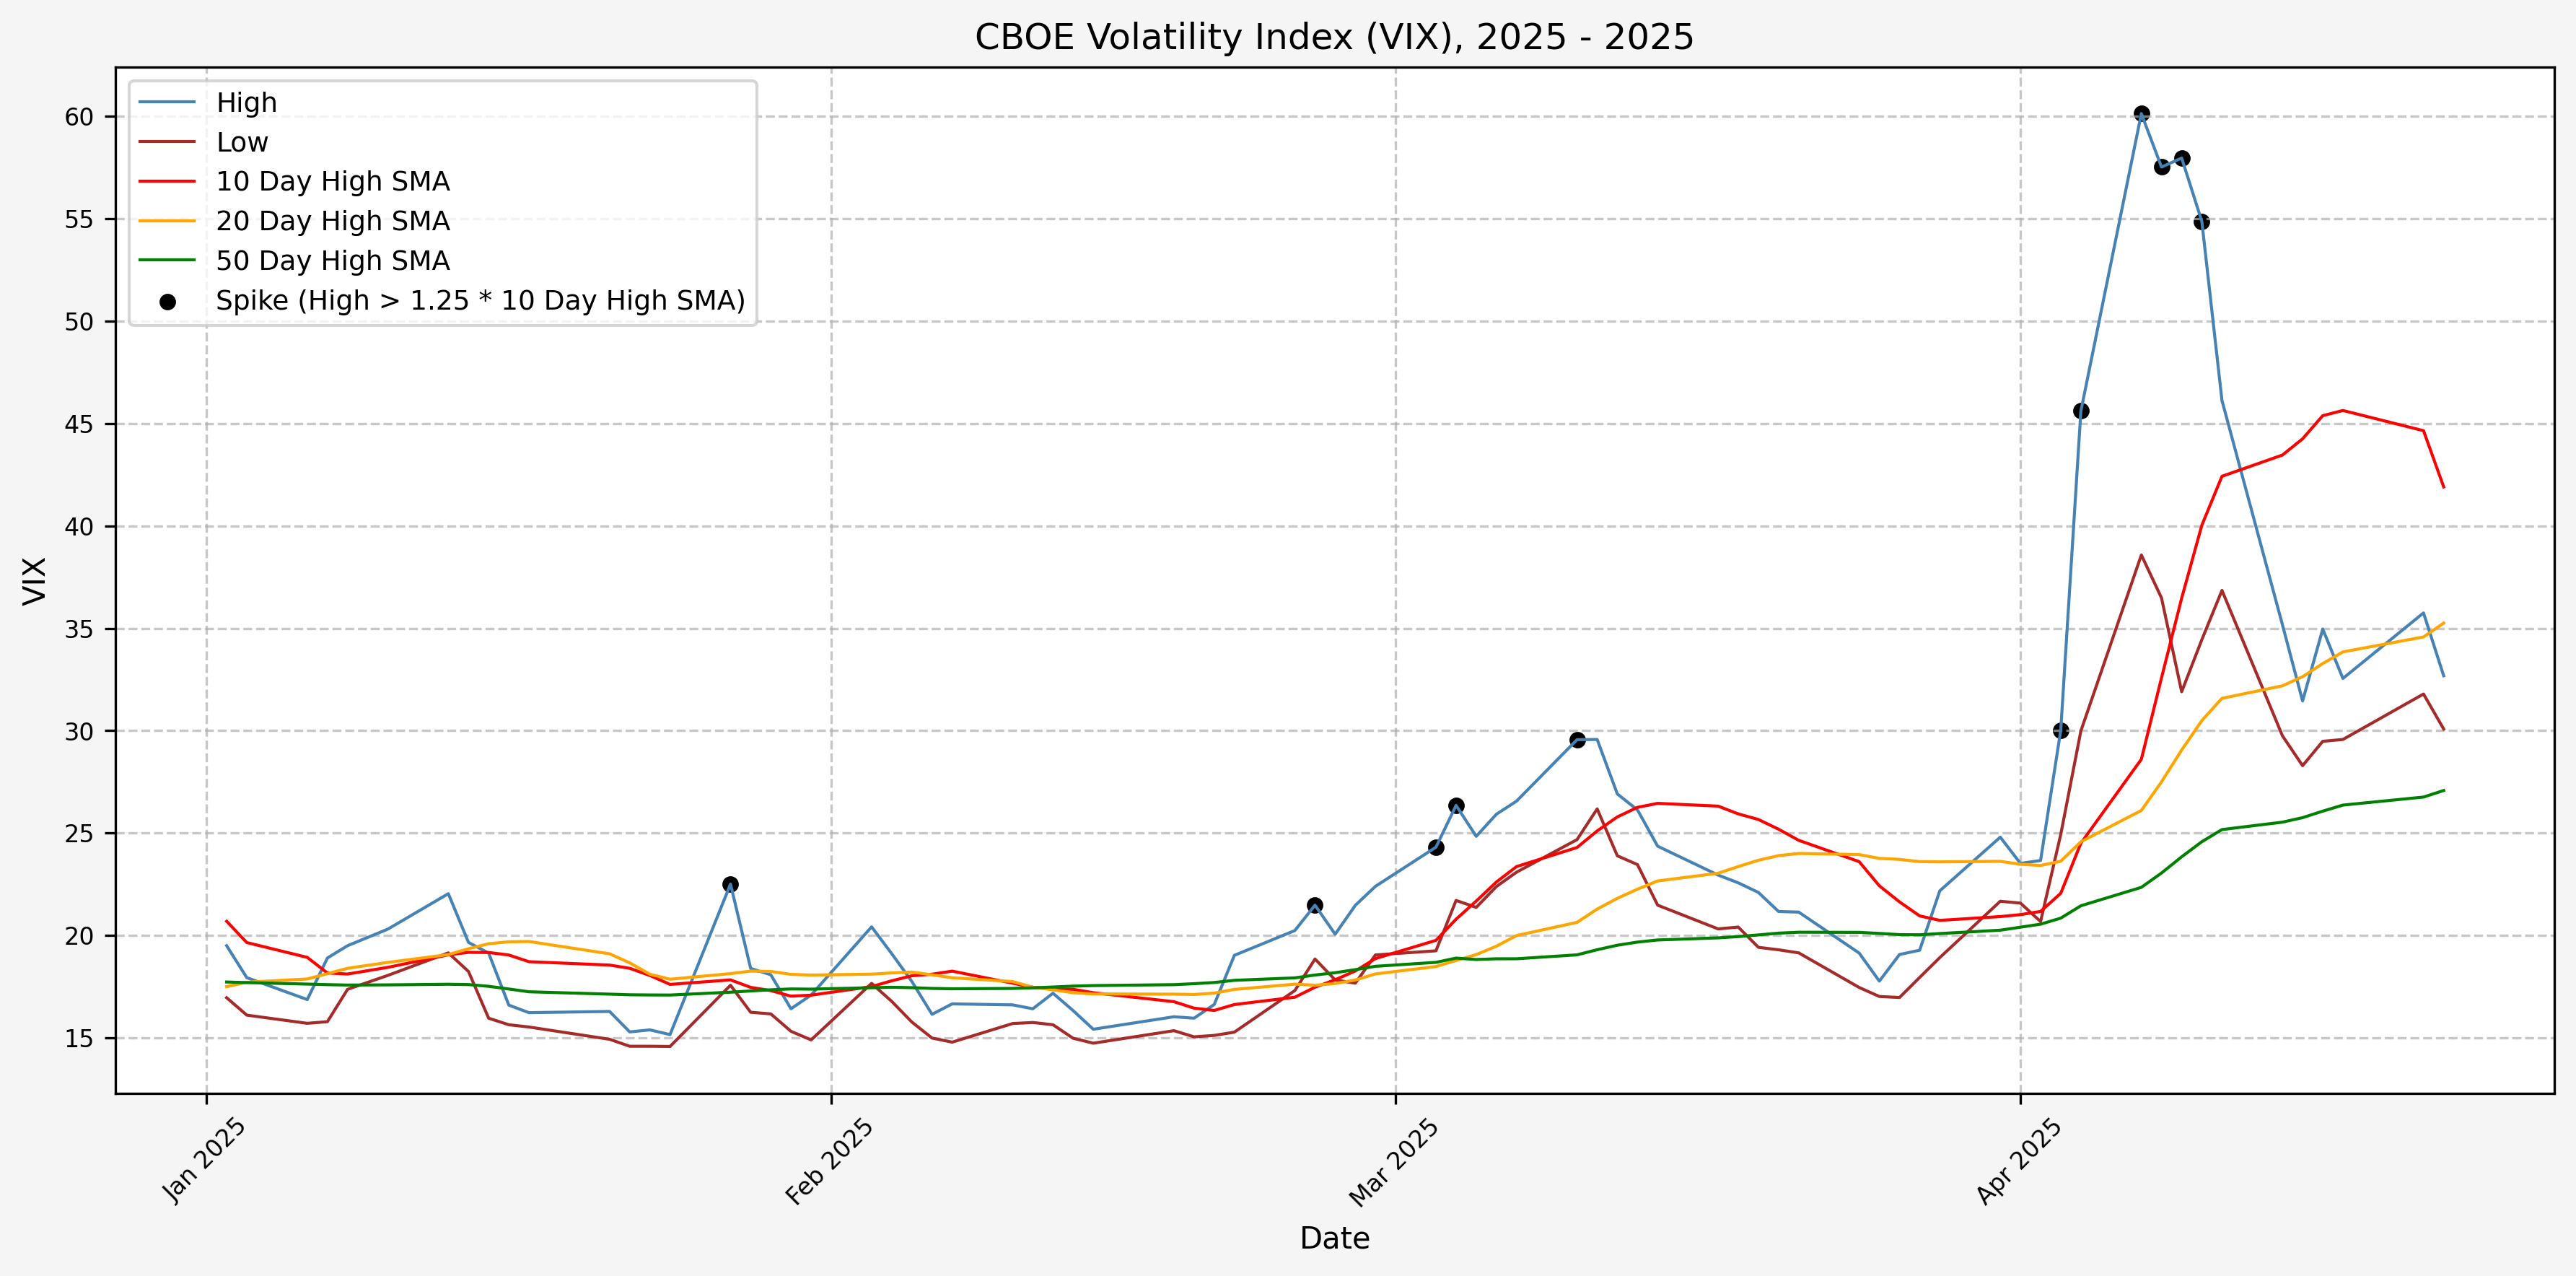 CBOE Volatility Index (VIX), 2025 - 2025
High
Low
10 Day High SMA
20 Day High SMA
50 Day High SMA
Spike (High > 1.25 * 10 Day High SMA)
60
55
50
45
40
35
30
25
20
15
VIX
Jan 2025
Feb 2025
Mar 2025
Apr 2025
Date